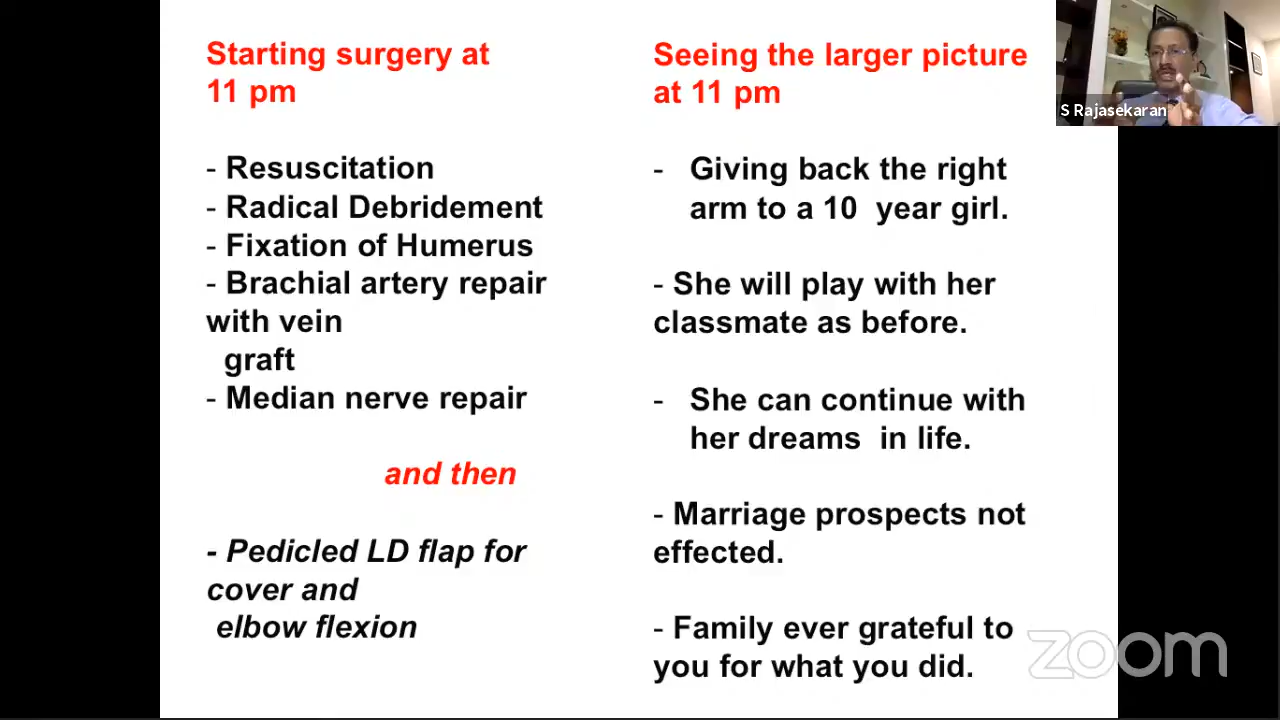 Starting surgery at
11 pm
- Resuscitation
- Radical Debridement
- Fixation of Humerus
- Brachial artery repair
with vein
graft
- Median nerve repair
and then
- Pedicled LD flap for
cover and
elbow flexion
Seeing the larger picture
at 11 pm
- Giving back the right
arm to a 10 year girl.
- She will play with her
classmate as before.
- She can continue with
her dreams in life.
- Marriage prospects not
effected.
- Family ever grateful to
you for what you did.
S Rajasekaran
zoom